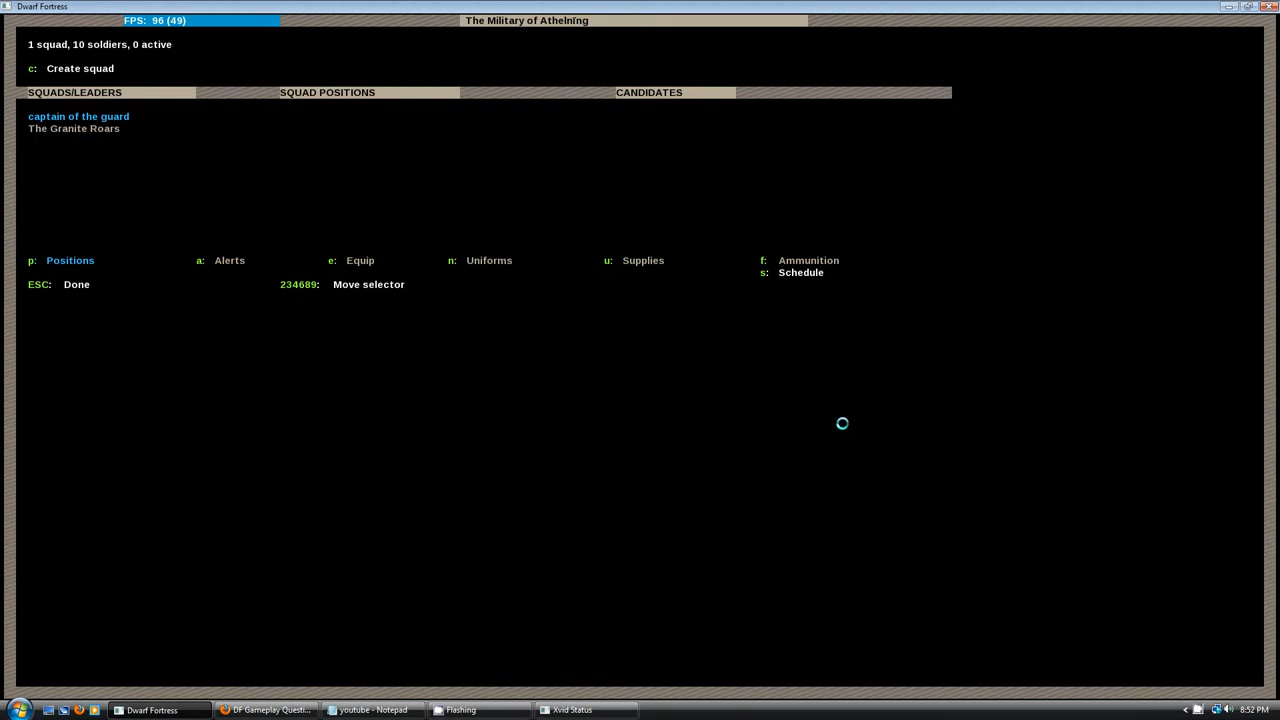 Dwarf Fortress
FPS: 96 (49)
The Military of Athelnïng
1 squad, 10 soldiers, 0 active
c: Create squad
SQUADS/LEADERS SQUAD POSITIONS CANDIDATES
captain of the guard
The Granite Roars
p: Positions a: Alerts e: Equip n: Uniforms u: Supplies f: Ammunition
s: Schedule
ESC: Done 234689: Move selector
Dwarf Fortress DF Gameplay Questi... youtube - Notepad Flashing Xvid Status 8:52 PM